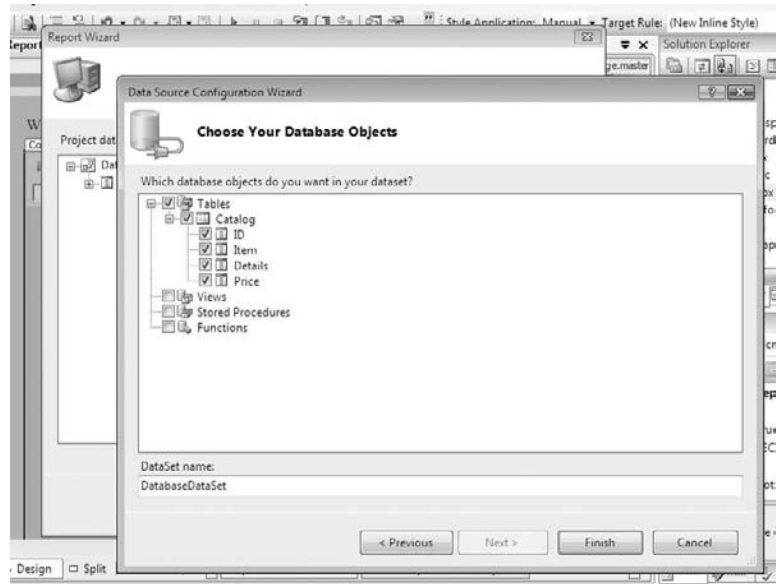 Style Application: Manual Target Rule: (New Inline Style)
Report Wizard
Solution Explorer
Data Source Configuration Wizard
Choose Your Database Objects
Which database objects do you want in your dataset?
Tables
Catalog
ID
Item
Details
Price
Views
Stored Procedures
Functions
DataSet name:
DatabaseDataSet
< Previous Next > Finish Cancel
Design Split